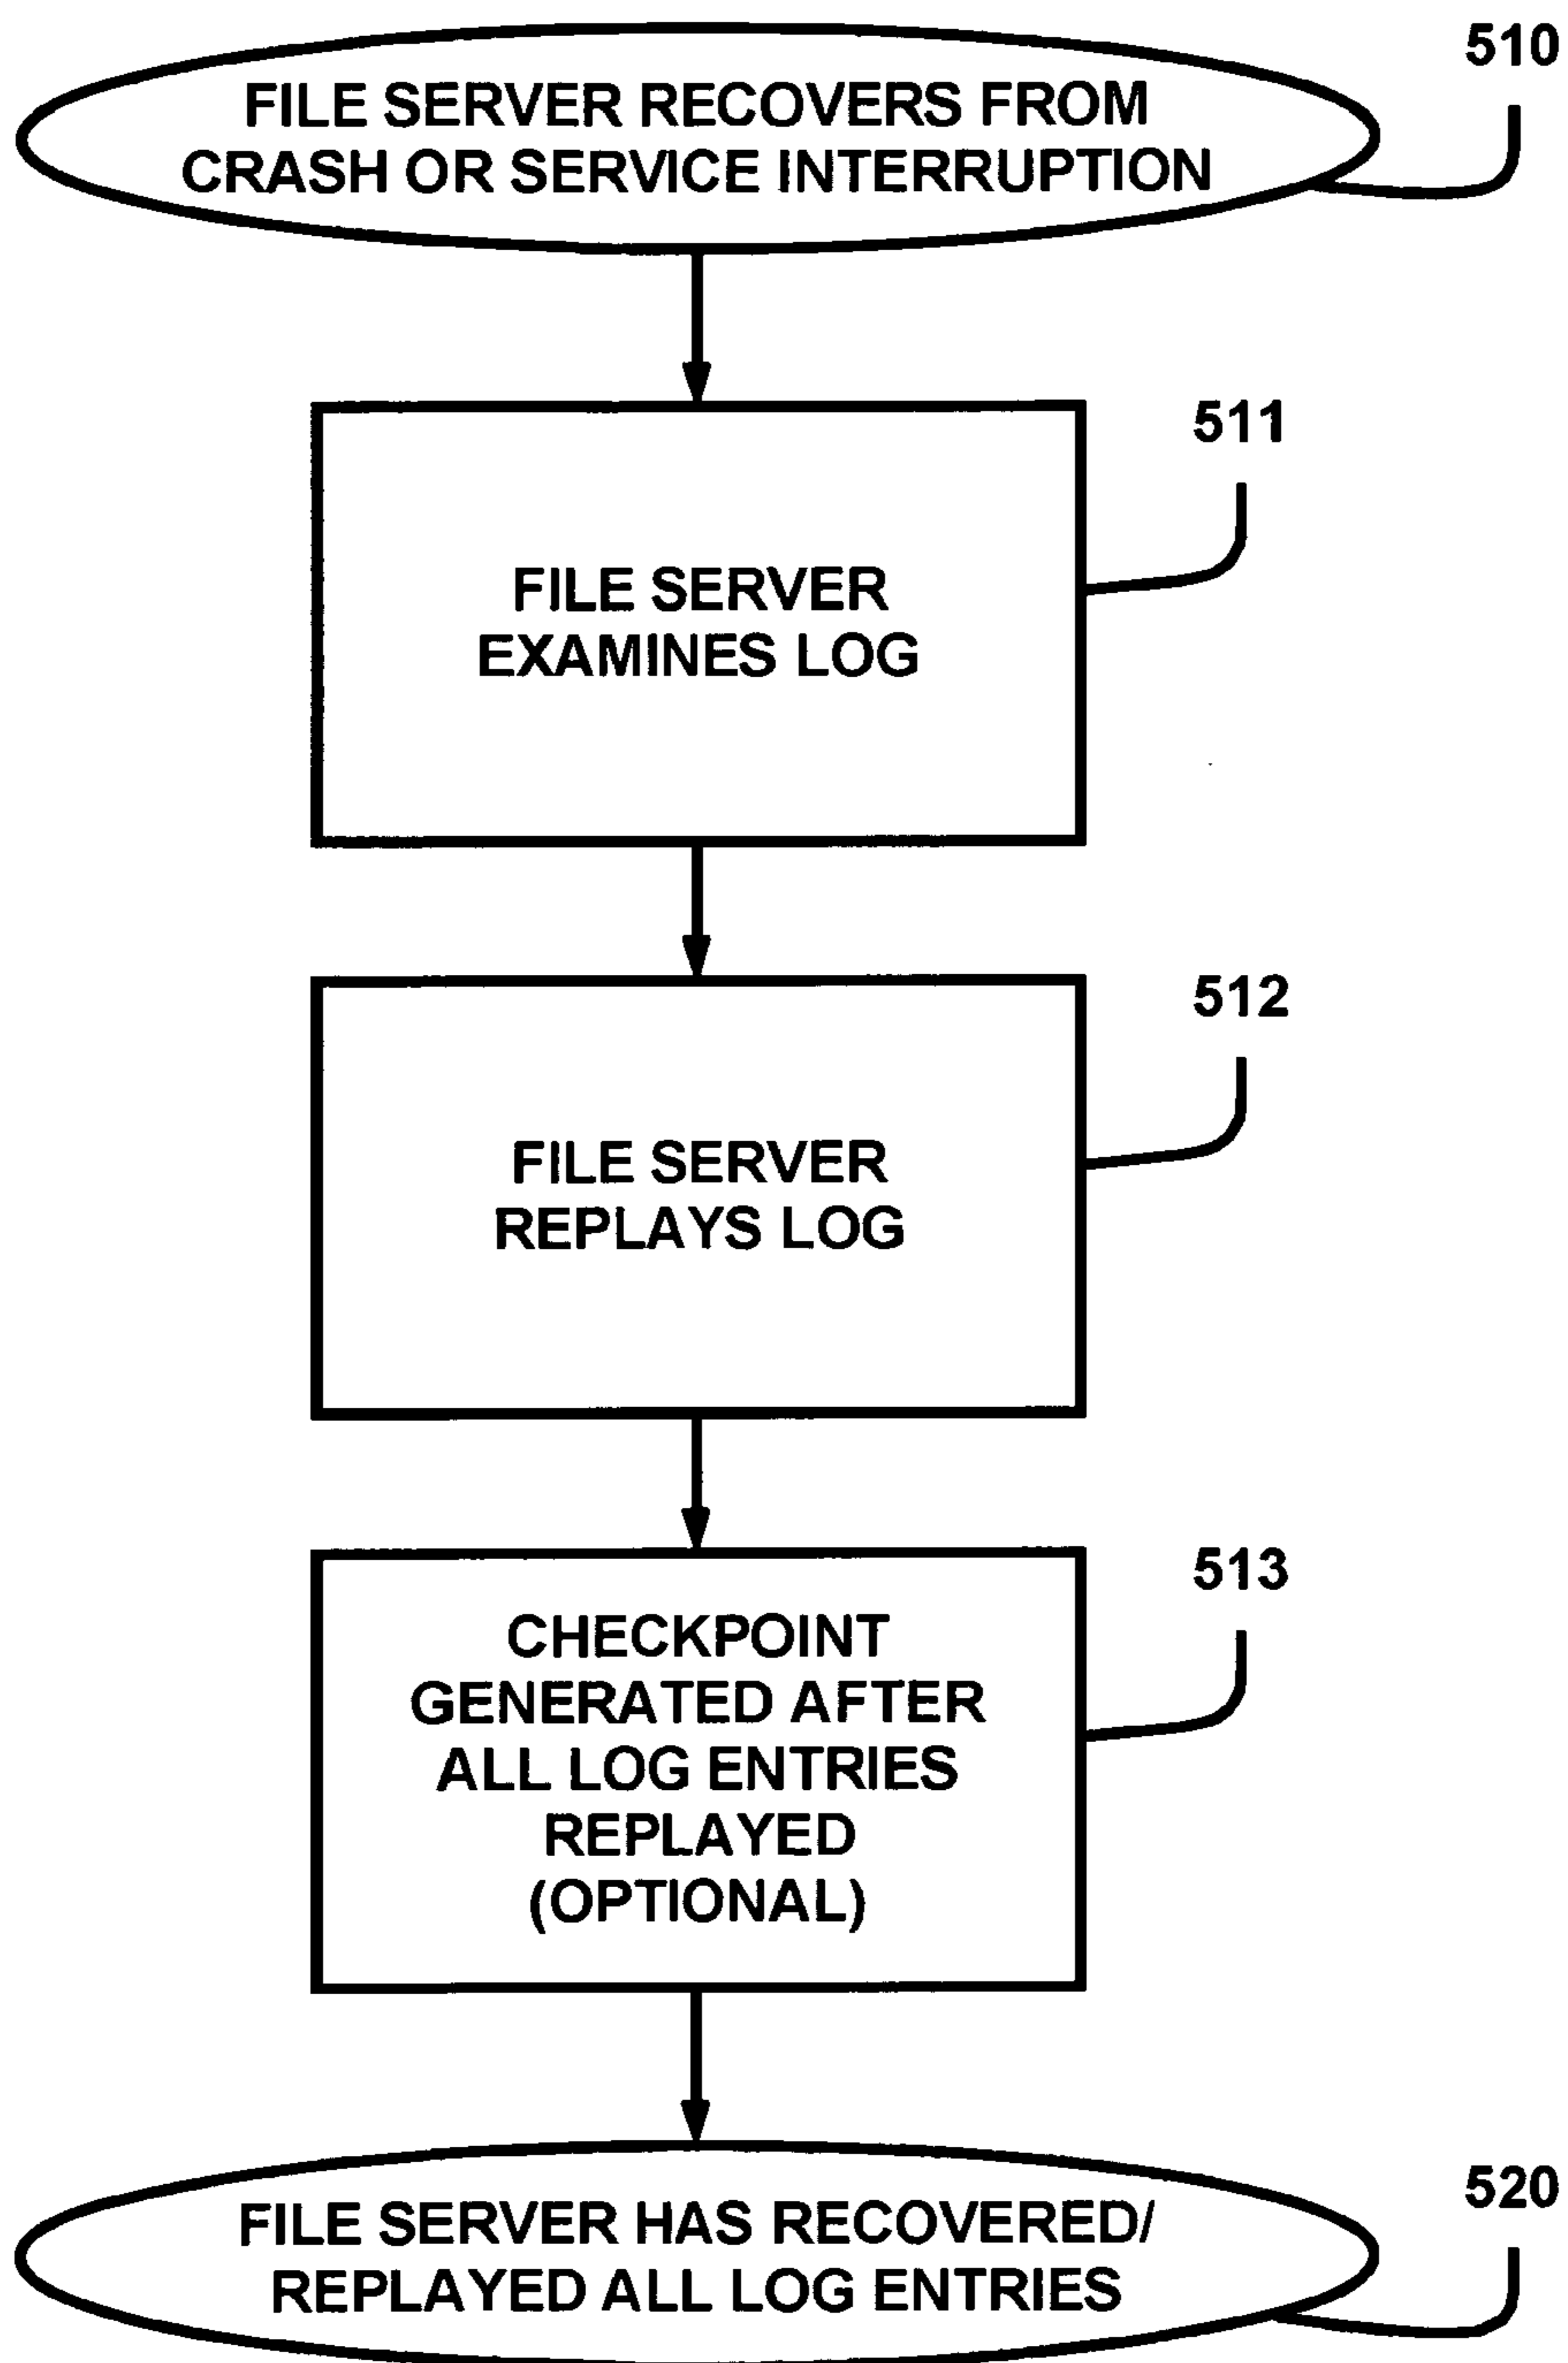 510
FILE SERVER RECOVERS FROM
CRASH OR SERVICE INTERRUPTION
511
FILE SERVER
EXAMINES LOG
512
FILE SERVER
REPLAYS LOG
513
CHECKPOINT
GENERATED AFTER
ALL LOG ENTRIES
REPLAYED
(OPTIONAL)
520
FILE SERVER HAS RECOVERED/
REPLAYED ALL LOG ENTRIES